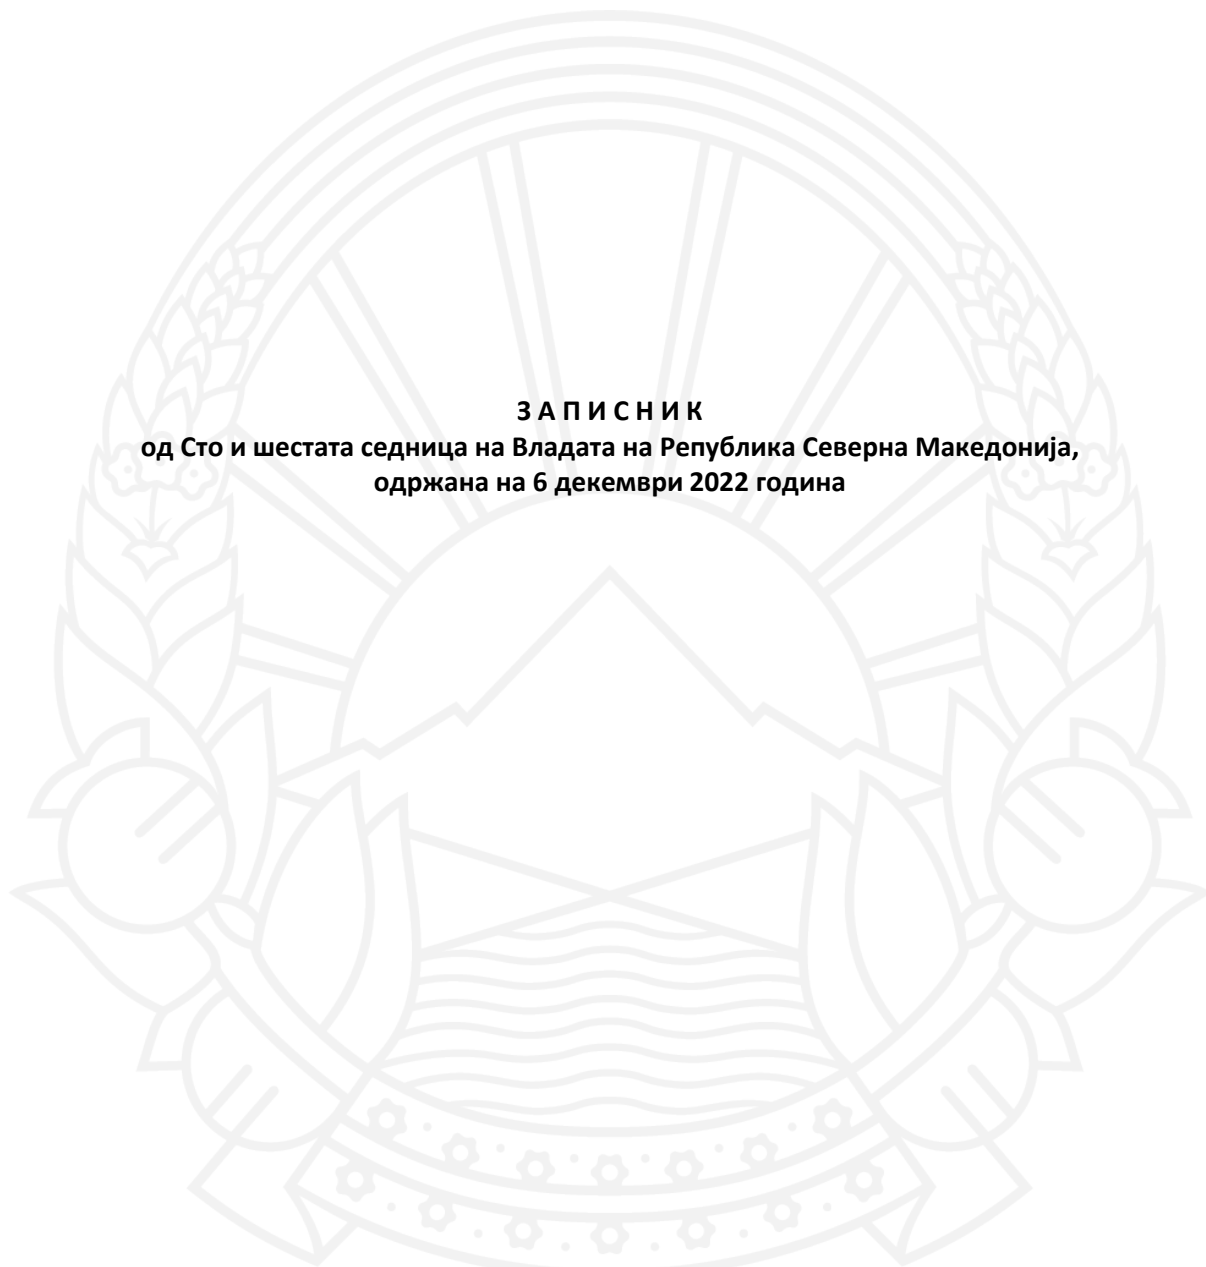 З А П И С Н И К
од Сто и шестата седница на Владата на Република Северна Македонија,
одржана на 6 декември 2022 година